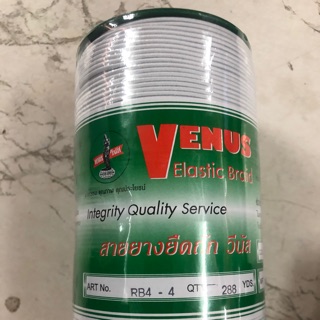 VENUS
Elastic Braid
Integrity Quality Service
สายยางยืดถัก วีนัส
ART No. RB4 - 4 QTY 288 YDS